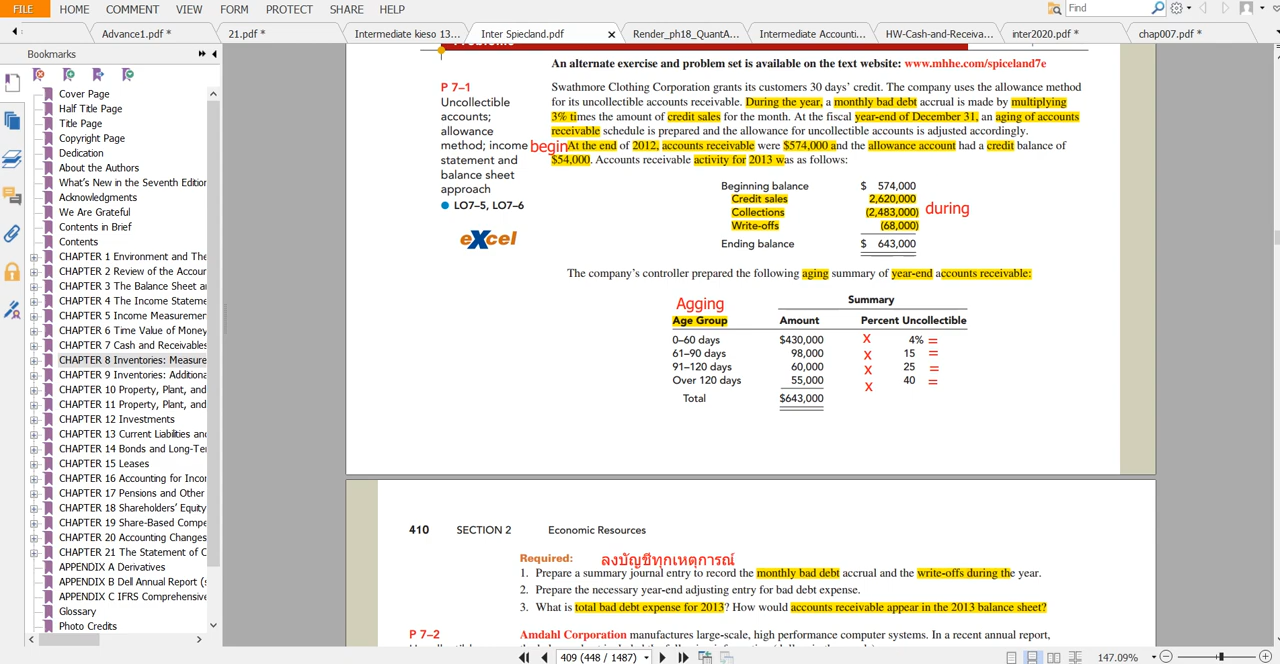 FILE HOME COMMENT VIEW FORM PROTECT SHARE HELP Find
Advance1.pdf * 21.pdf * Intermediate kieso 13... Inter Spiecland.pdf Render_ph18_QuantA... Intermediate Accounti... HW-Cash-and-Receiva... inter2020.pdf * chap007.pdf *
Bookmarks
Cover Page
Half Title Page
Title Page
Copyright Page
Dedication
About the Authors
What's New in the Seventh Edition
Acknowledgments
We Are Grateful
Contents in Brief
Contents
CHAPTER 1 Environment and The
CHAPTER 2 Review of the Accour
CHAPTER 3 The Balance Sheet ar
CHAPTER 4 The Income Stateme
CHAPTER 5 Income Measuremen
CHAPTER 6 Time Value of Money
CHAPTER 7 Cash and Receivables
CHAPTER 8 Inventories: Measure
CHAPTER 9 Inventories: Additiona
CHAPTER 10 Property, Plant, and
CHAPTER 11 Property, Plant, and
CHAPTER 12 Investments
CHAPTER 13 Current Liabilities and
CHAPTER 14 Bonds and Long-Ter
CHAPTER 15 Leases
CHAPTER 16 Accounting for Incor
CHAPTER 17 Pensions and Other
CHAPTER 18 Shareholders' Equity
CHAPTER 19 Share-Based Compe
CHAPTER 20 Accounting Changes
CHAPTER 21 The Statement of C
APPENDIX A Derivatives
APPENDIX B Dell Annual Report (s
APPENDIX C IFRS Comprehensive
Glossary
Photo Credits
An alternate exercise and problem set is available on the text website: www.mhhe.com/spiceland7e
P 7–1
Uncollectible
accounts;
allowance
method; income
statement and
balance sheet
approach
LO7–5, LO7–6
eXcel
Swathmore Clothing Corporation grants its customers 30 days' credit. The company uses the allowance method
for its uncollectible accounts receivable. During the year, a monthly bad debt accrual is made by multiplying
3% times the amount of credit sales for the month. At the fiscal year-end of December 31, an aging of accounts
receivable schedule is prepared and the allowance for uncollectible accounts is adjusted accordingly.
begin At the end of 2012, accounts receivable were $574,000 and the allowance account had a credit balance of
$54,000. Accounts receivable activity for 2013 was as follows:
Beginning balance $ 574,000
Credit sales 2,620,000
Collections (2,483,000) during
Write-offs (68,000)
Ending balance $ 643,000
The company's controller prepared the following aging summary of year-end accounts receivable:
Agging Summary
Age Group Amount Percent Uncollectible
0–60 days $430,000 x 4% =
61–90 days 98,000 x 15 =
91–120 days 60,000 x 25 =
Over 120 days 55,000 x 40 =
Total $643,000
410 SECTION 2 Economic Resources
Required: ลงบัญชีทุกเหตุการณ์
1. Prepare a summary journal entry to record the monthly bad debt accrual and the write-offs during the year.
2. Prepare the necessary year-end adjusting entry for bad debt expense.
3. What is total bad debt expense for 2013? How would accounts receivable appear in the 2013 balance sheet?
P 7–2 Amdahl Corporation manufactures large-scale, high performance computer systems. In a recent annual report,
409 (448 / 1487) 147.09%